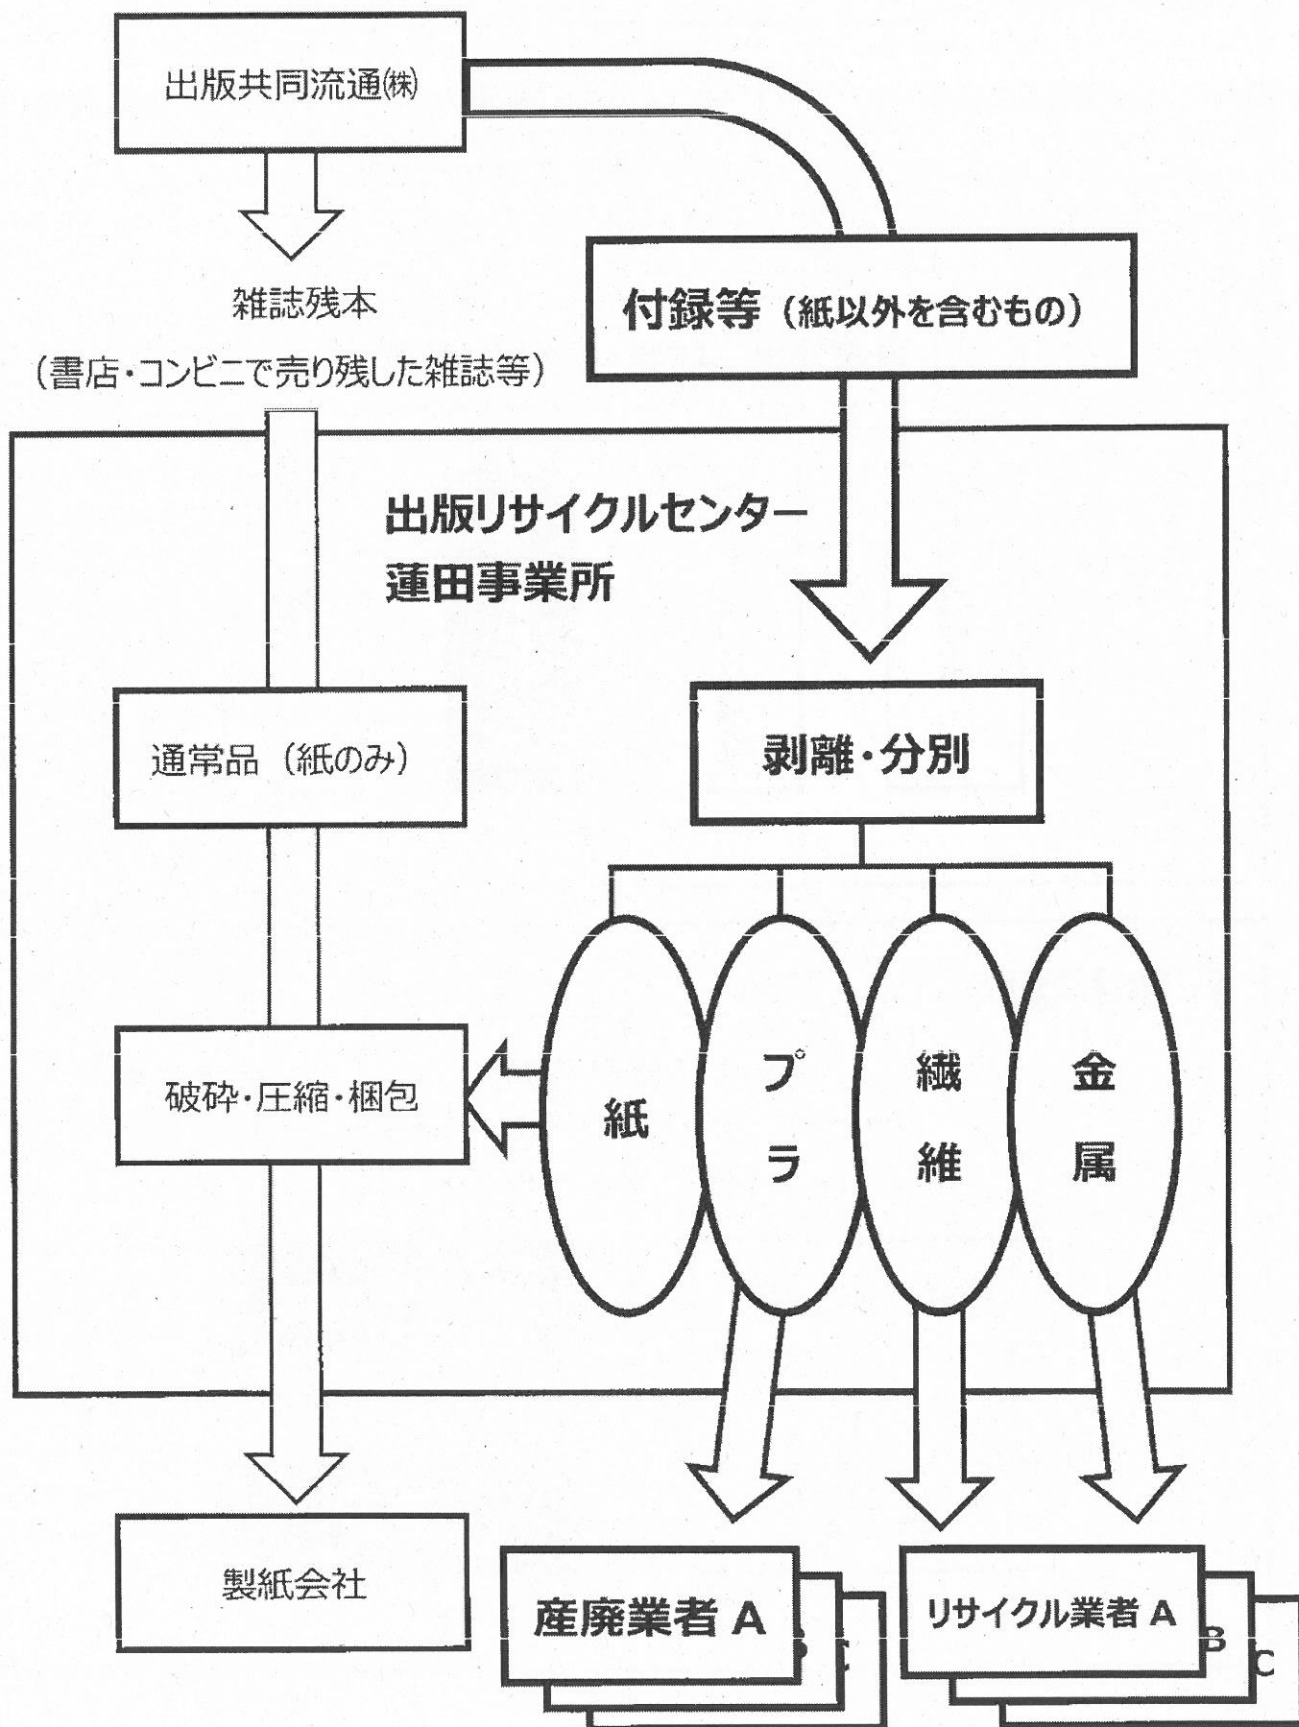 出版共同流通㈱
付録等（紙以外を含むもの）
雑誌残本
（書店・コンビニで売り残した雑誌等）
出版リサイクルセンター
蓮田事業所
通常品（紙のみ）
剥離・分別
破砕・圧縮・梱包
紙
プラ
繊維
金属
製紙会社
産廃業者 A
B
C
リサイクル業者 A
B
C